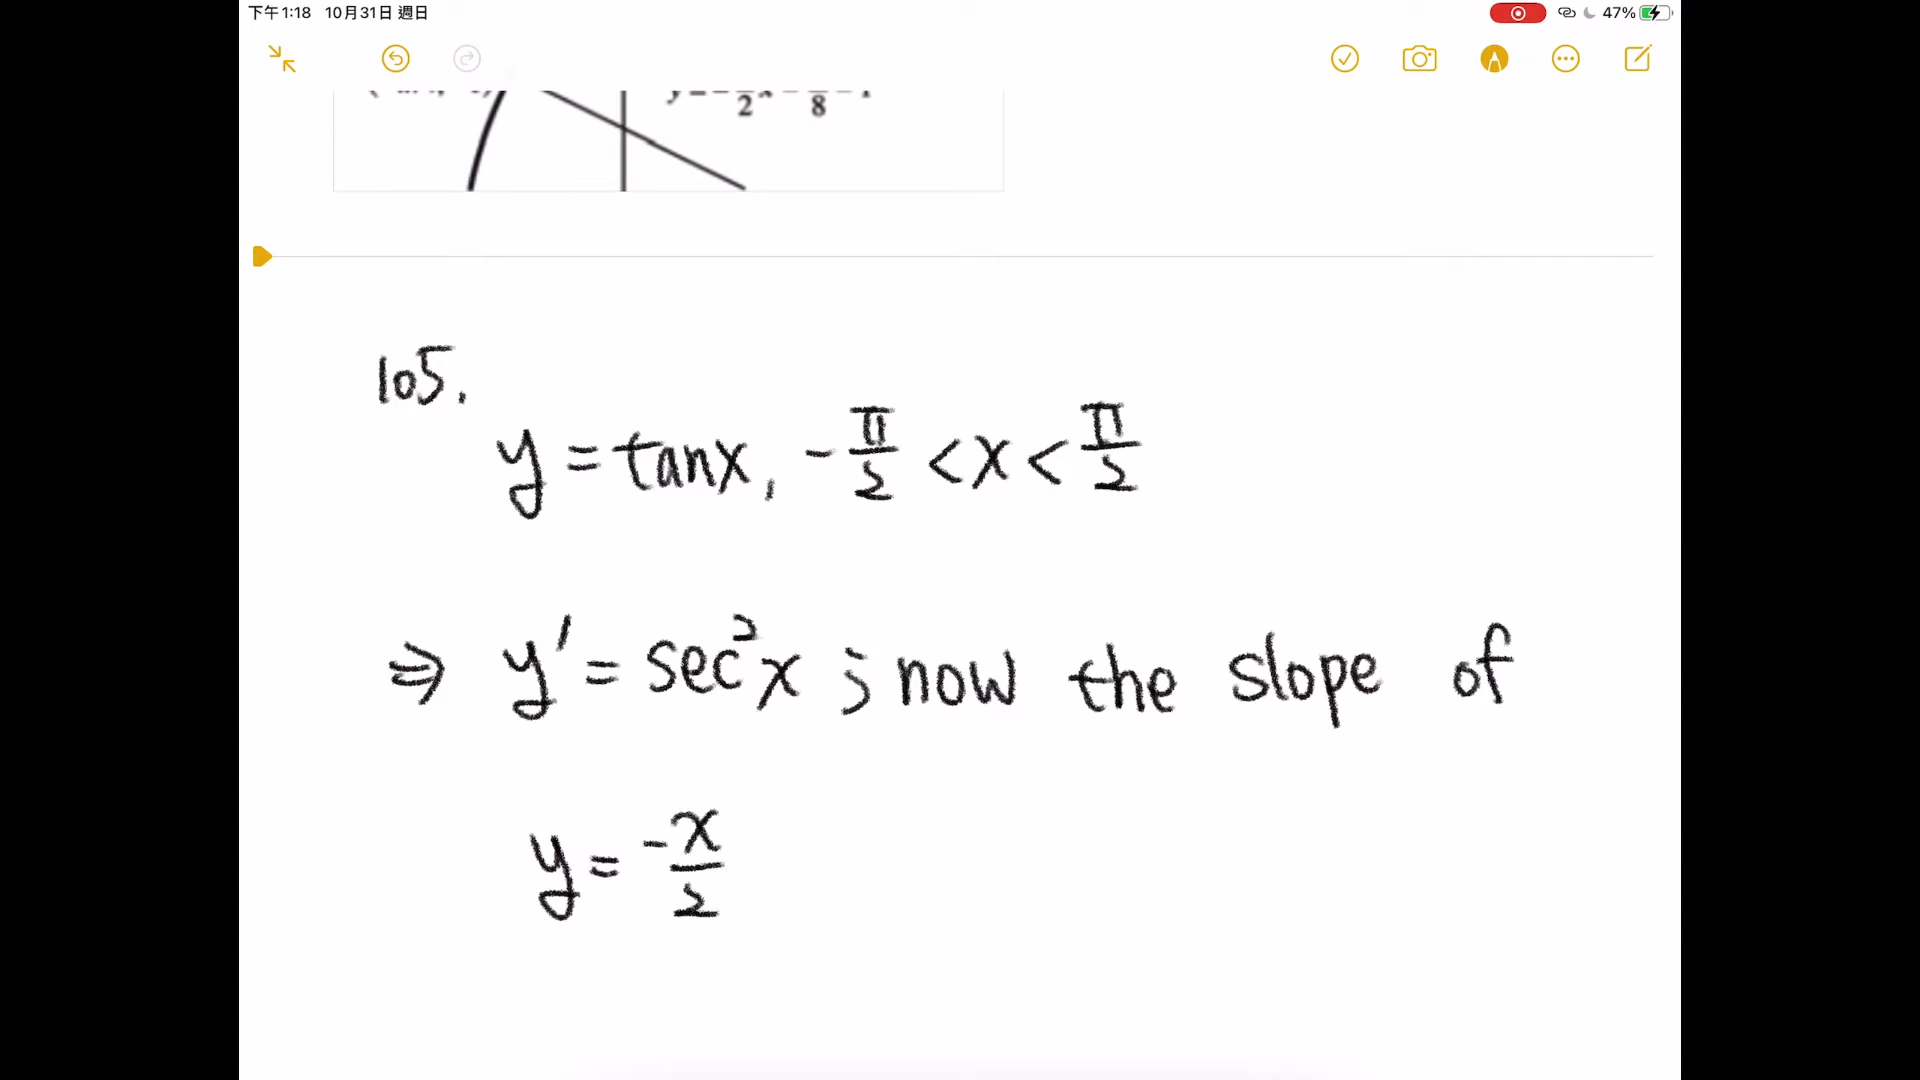 下午1:18 10月31日 週日
47%
105.
y = tanx, -π/2 < x < π/2
⇒ y' = sec²x ; now the slope of
y = -x/2